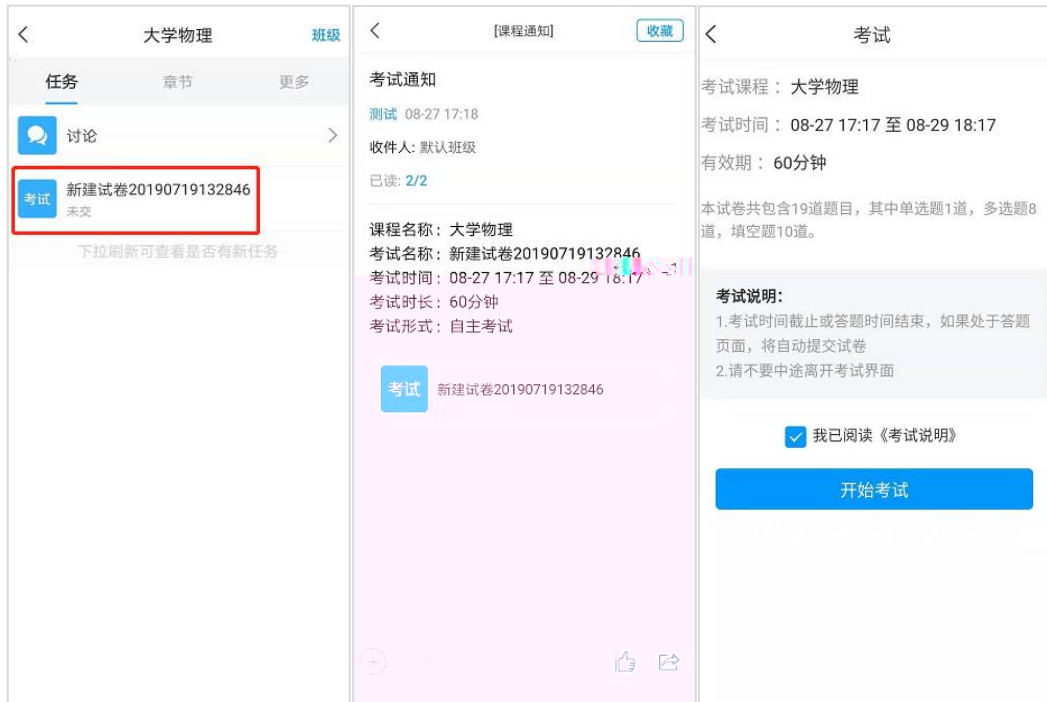 大学物理 班级
任务 章节 更多
讨论
考试 新建试卷20190719132846
未交
下拉刷新可查看是否有新任务
[课程通知] 收藏
考试通知
测试 08-27 17:18
收件人: 默认班级
已读: 2/2
课程名称: 大学物理
考试名称: 新建试卷20190719132846
考试时间: 08-27 17:17 至 08-29 18:17
考试时长: 60分钟
考试形式: 自主考试
考试 新建试卷20190719132846
考试
考试课程： 大学物理
考试时间： 08-27 17:17 至 08-29 18:17
有效期： 60分钟
本试卷共包含19道题目，其中单选题1道，多选题8
道，填空题10道。
考试说明：
1.考试时间截止或答题时间结束，如果处于答题
页面，将自动提交试卷
2.请不要中途离开考试界面
我已阅读《考试说明》
开始考试